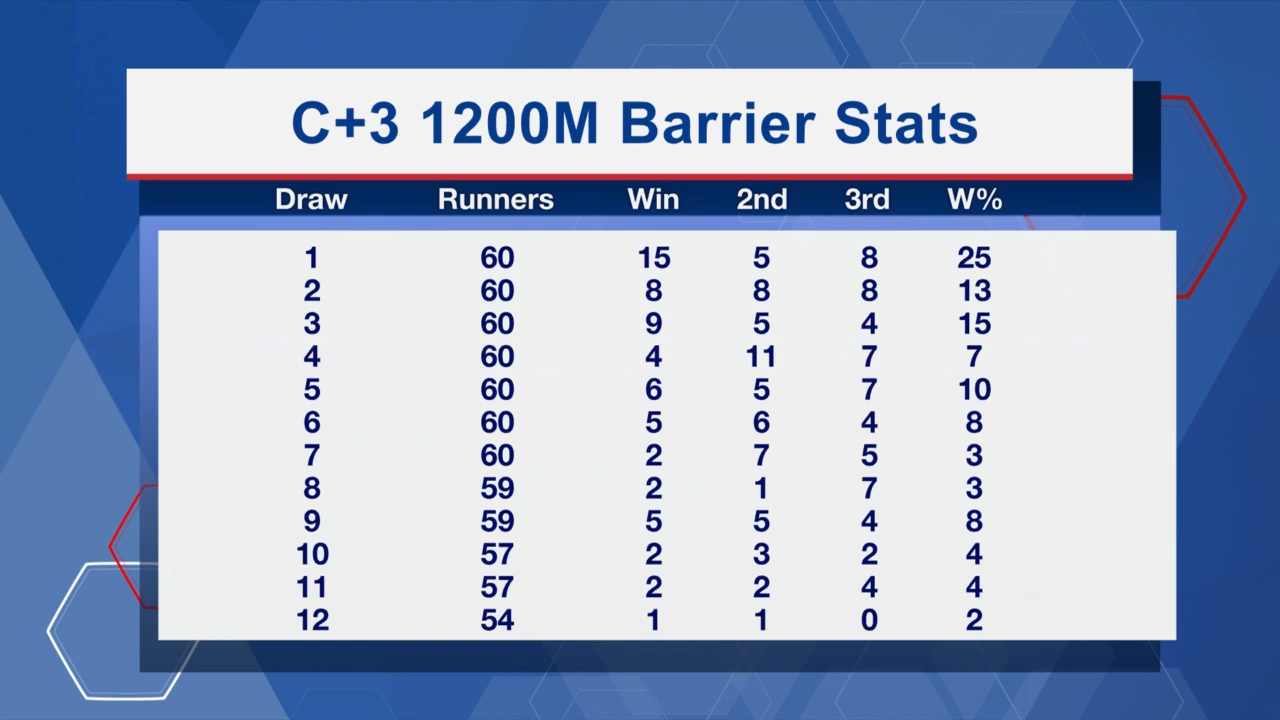 C+3 1200M Barrier Stats
Draw Runners Win 2nd 3rd W%
1 60 15 5 8 25
2 60 8 8 8 13
3 60 9 5 4 15
4 60 4 11 7 7
5 60 6 5 7 10
6 60 5 6 4 8
7 60 2 7 5 3
8 59 2 1 7 3
9 59 5 5 4 8
10 57 2 3 2 4
11 57 2 2 4 4
12 54 1 1 0 2